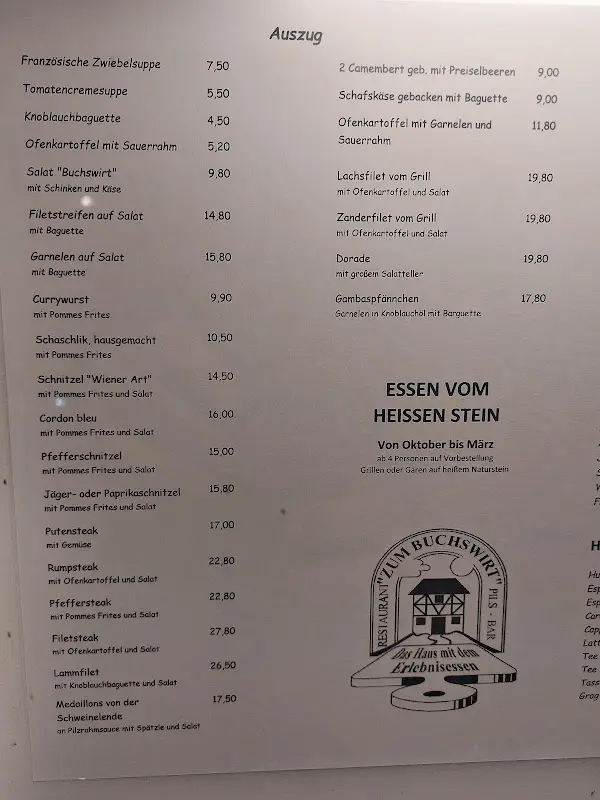 Auszug
Französische Zwiebelsuppe 7,50
Tomatencremesuppe 5,50
Knoblauchbaguette 4,50
Ofenkartoffel mit Sauerrahm 5,20
Salat "Buchswirt" 9,80
mit Schinken und Käse
Filetstreifen auf Salat 14,80
mit Baguette
Garnelen auf Salat 15,80
mit Baguette
Currywurst 9,90
mit Pommes Frites
Schaschlik, hausgemacht 10,50
mit Pommes Frites
Schnitzel "Wiener Art" 14,50
mit Pommes Frites und Salat
Cordon bleu 16,00
mit Pommes Frites und Salat
Pfefferschnitzel 15,00
mit Pommes Frites und Salat
Jäger- oder Paprikaschnitzel 15,80
mit Pommes Frites und Salat
Putensteak 17,00
mit Gemüse
Rumpsteak 22,80
mit Ofenkartoffel und Salat
Pfeffersteak 22,80
mit Pommes Frites und Salat
Filetsteak 27,80
mit Ofenkartoffel und Salat
Lammfilet 26,50
mit Knoblauchbaguette und Salat
Medaillons von der 17,50
Schweinelende
an Pilzrahmsauce mit Spätzle und Salat
2 Camembert geb. mit Preiselbeeren 9,00
Schafskäse gebacken mit Baguette 9,00
Ofenkartoffel mit Garnelen und 11,80
Sauerrahm
Lachsfilet vom Grill 19,80
mit Ofenkartoffel und Salat
Zanderfilet vom Grill 19,80
mit Ofenkartoffel und Salat
Dorade 19,80
mit großem Salatteller
Gambaspfännchen 17,80
Garnelen in Knoblauchöl mit Barguette
ESSEN VOM
HEISSEN STEIN
Von Oktober bis März
ab 4 Personen auf Vorbestellung
Grillen oder Garen auf heißem Naturstein
RESTAURANT "ZUM BUCHSWIRT" PILS - BAR
Das Haus mit dem
Erlebnisessen
H
Hu
Esp
Esp
Car
Capp
Latt
Tee
Tee
Tass
Grog